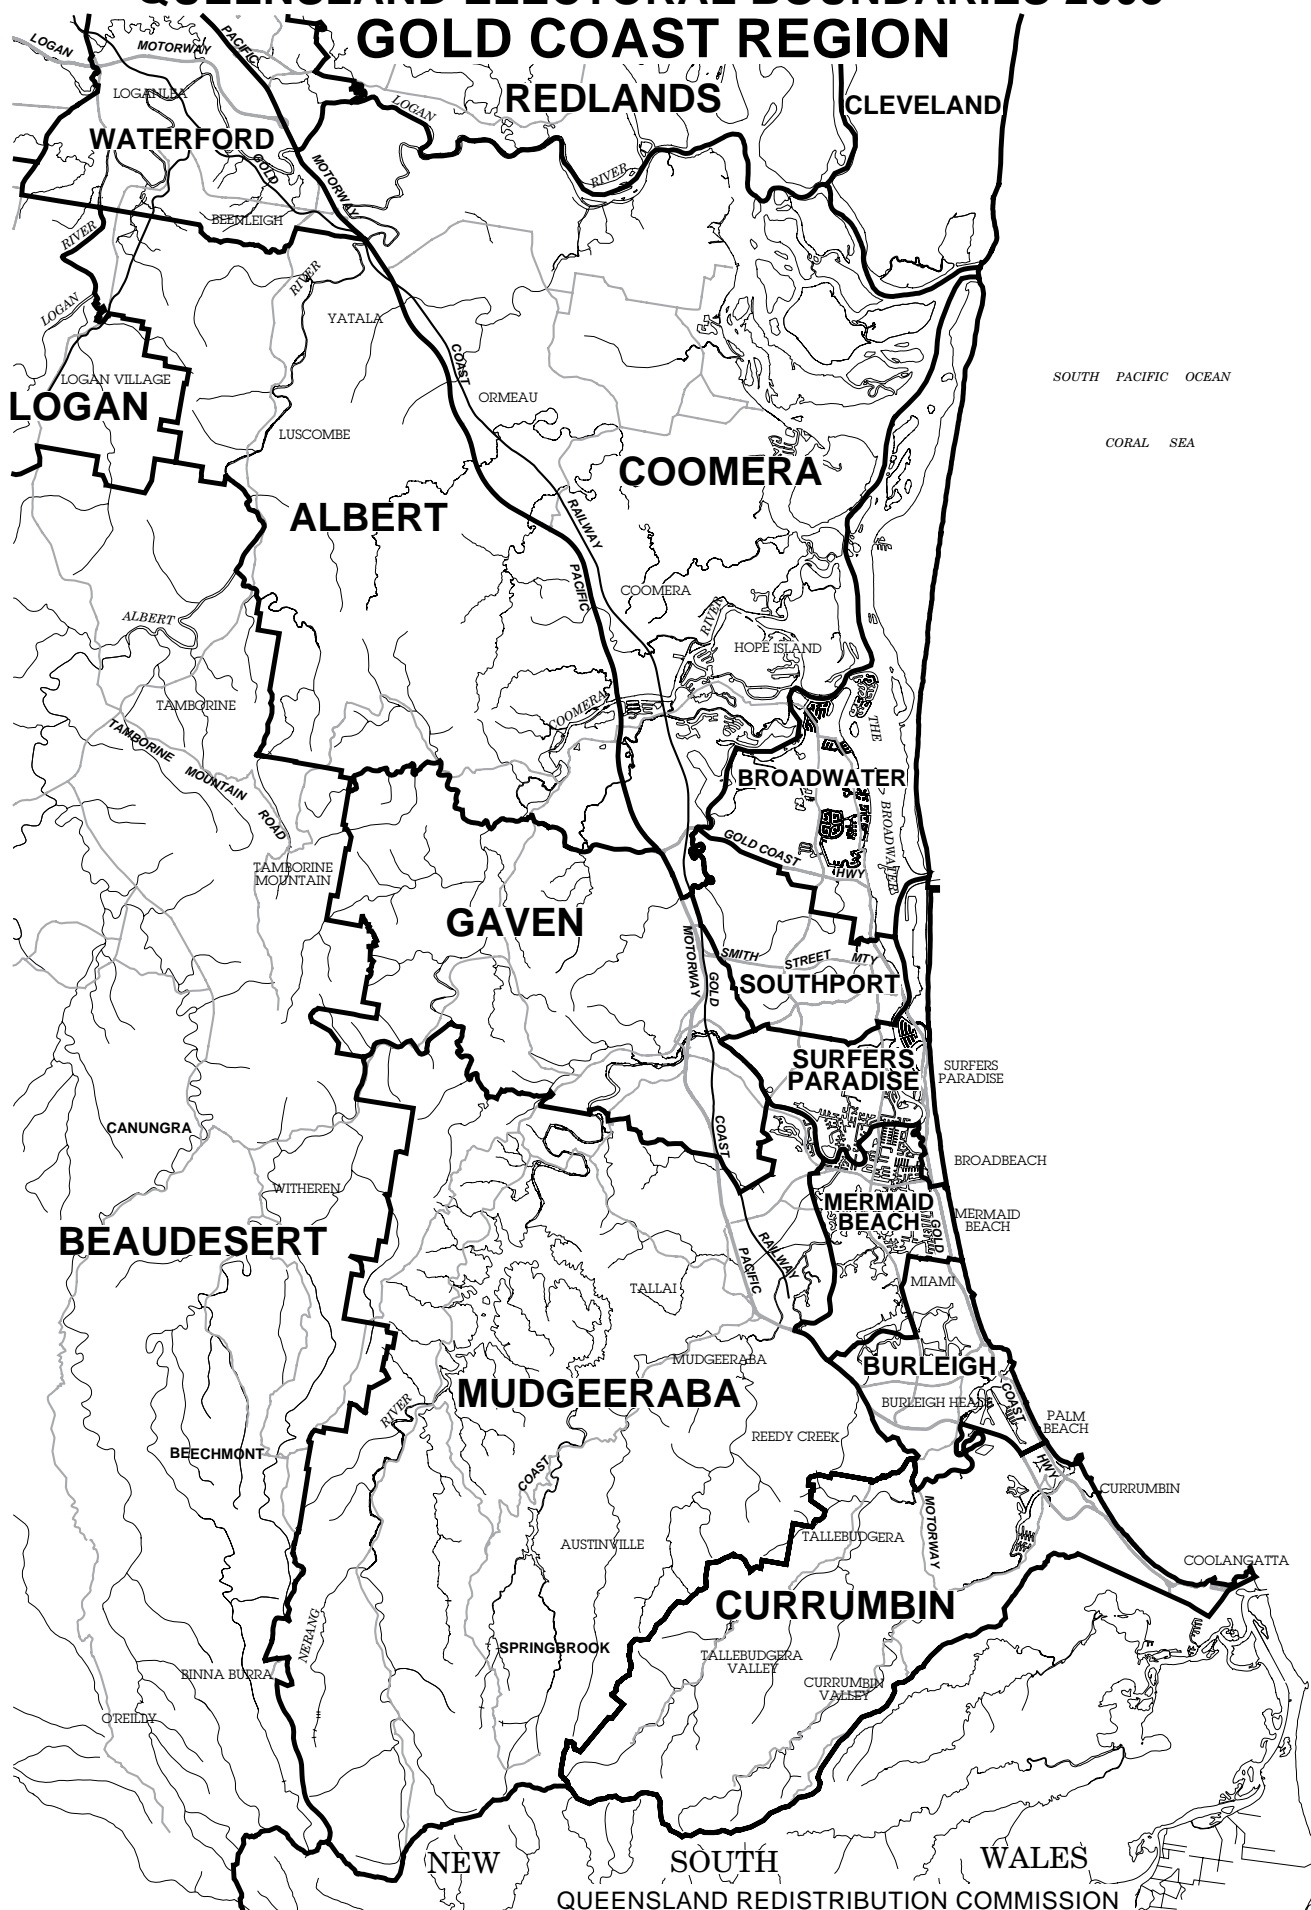 GOLD COAST REGION
REDLANDS
CLEVELAND
LOGAN
MOTORWAY
PACIFIC
LOGANLEA
LOGAN
WATERFORD
GOLD
MOTORWAY
RIVER
BEENLEIGH
RIVER
RIVER
LOGAN
YATALA
COAST
SOUTH PACIFIC OCEAN
LOGAN VILLAGE
LOGAN
ORMEAU
LUSCOMBE
CORAL SEA
COOMERA
ALBERT
RAILWAY
PACIFIC
COOMERA
RIVER
ALBERT
HOPE ISLAND
TAMBORINE
COOMERA
THE
TAMBORINE MOUNTAIN ROAD
BROADWATER
BROADWATER
GOLD COAST
HWY
TAMBORINE
MOUNTAIN
GAVEN
MOTORWAY
SMITH STREET MTY
GOLD
SOUTHPORT
SURFERS
PARADISE
SURFERS
PARADISE
CANUNGRA
COAST
BROADBEACH
WITHEREN
MERMAID
BEACH
GOLD
MERMAID
BEACH
BEAUDESERT
RAILWAY
PACIFIC
TALLAI
MIAMI
MUDGEERABA
BURLEIGH
MUDGEERABA
BURLEIGH HEADS
COAST
RIVER
PALM
BEACH
REEDY CREEK
BEECHMONT
COAST
HWY
CURRUMBIN
MOTORWAY
TALLEBUDGERA
AUSTINVILLE
COOLANGATTA
CURRUMBIN
NERANG
SPRINGBROOK
TALLEBUDGERA
VALLEY
BINNA BURRA
CURRUMBIN
VALLEY
O'REILLY
NEW SOUTH WALES
QUEENSLAND REDISTRIBUTION COMMISSION